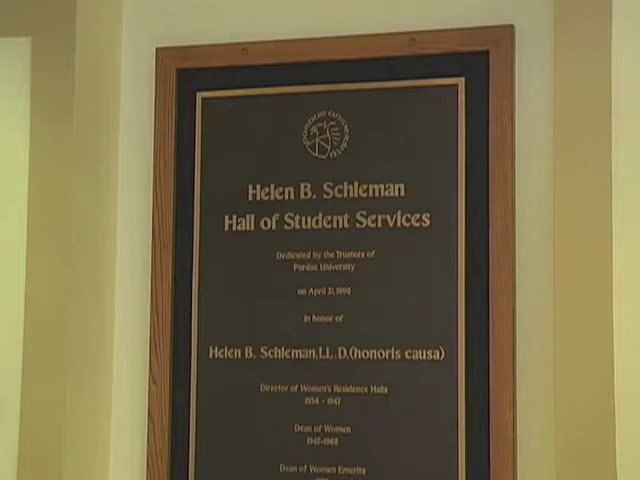 PURDUE UNIVERSITY
Helen B. Schleman
Hall of Student Services
Dedicated by the Trustees of
Purdue University
on April 21, 1990
in honor of
Helen B. Schleman, LL.D. (honoris causa)
Director of Women's Residence Halls
1934 - 1947
Dean of Women
1947-1968
Dean of Women Emerita